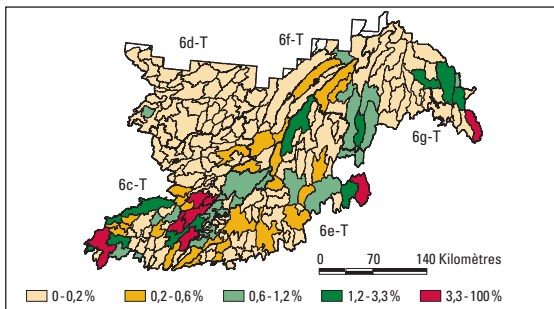 6d-T
6f-T
6g-T
6c-T
6e-T
0 70 140 Kilomètres
0-0,2% 0,2-0,6% 0,6-1,2% 1,2-3,3% 3,3-100%